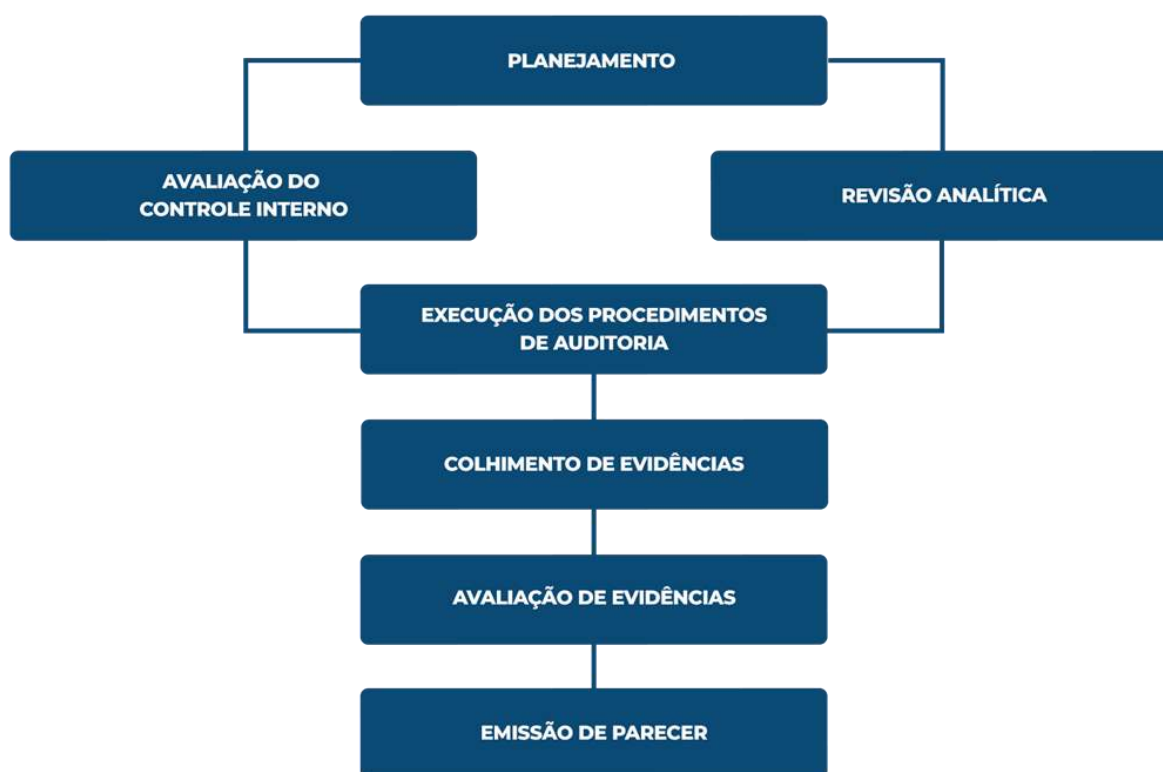 PLANEJAMENTO
AVALIAÇÃO DO
CONTROLE INTERNO
REVISÃO ANALÍTICA
EXECUÇÃO DOS PROCEDIMENTOS
DE AUDITORIA
COLHIMENTO DE EVIDÊNCIAS
AVALIAÇÃO DE EVIDÊNCIAS
EMISSÃO DE PARECER